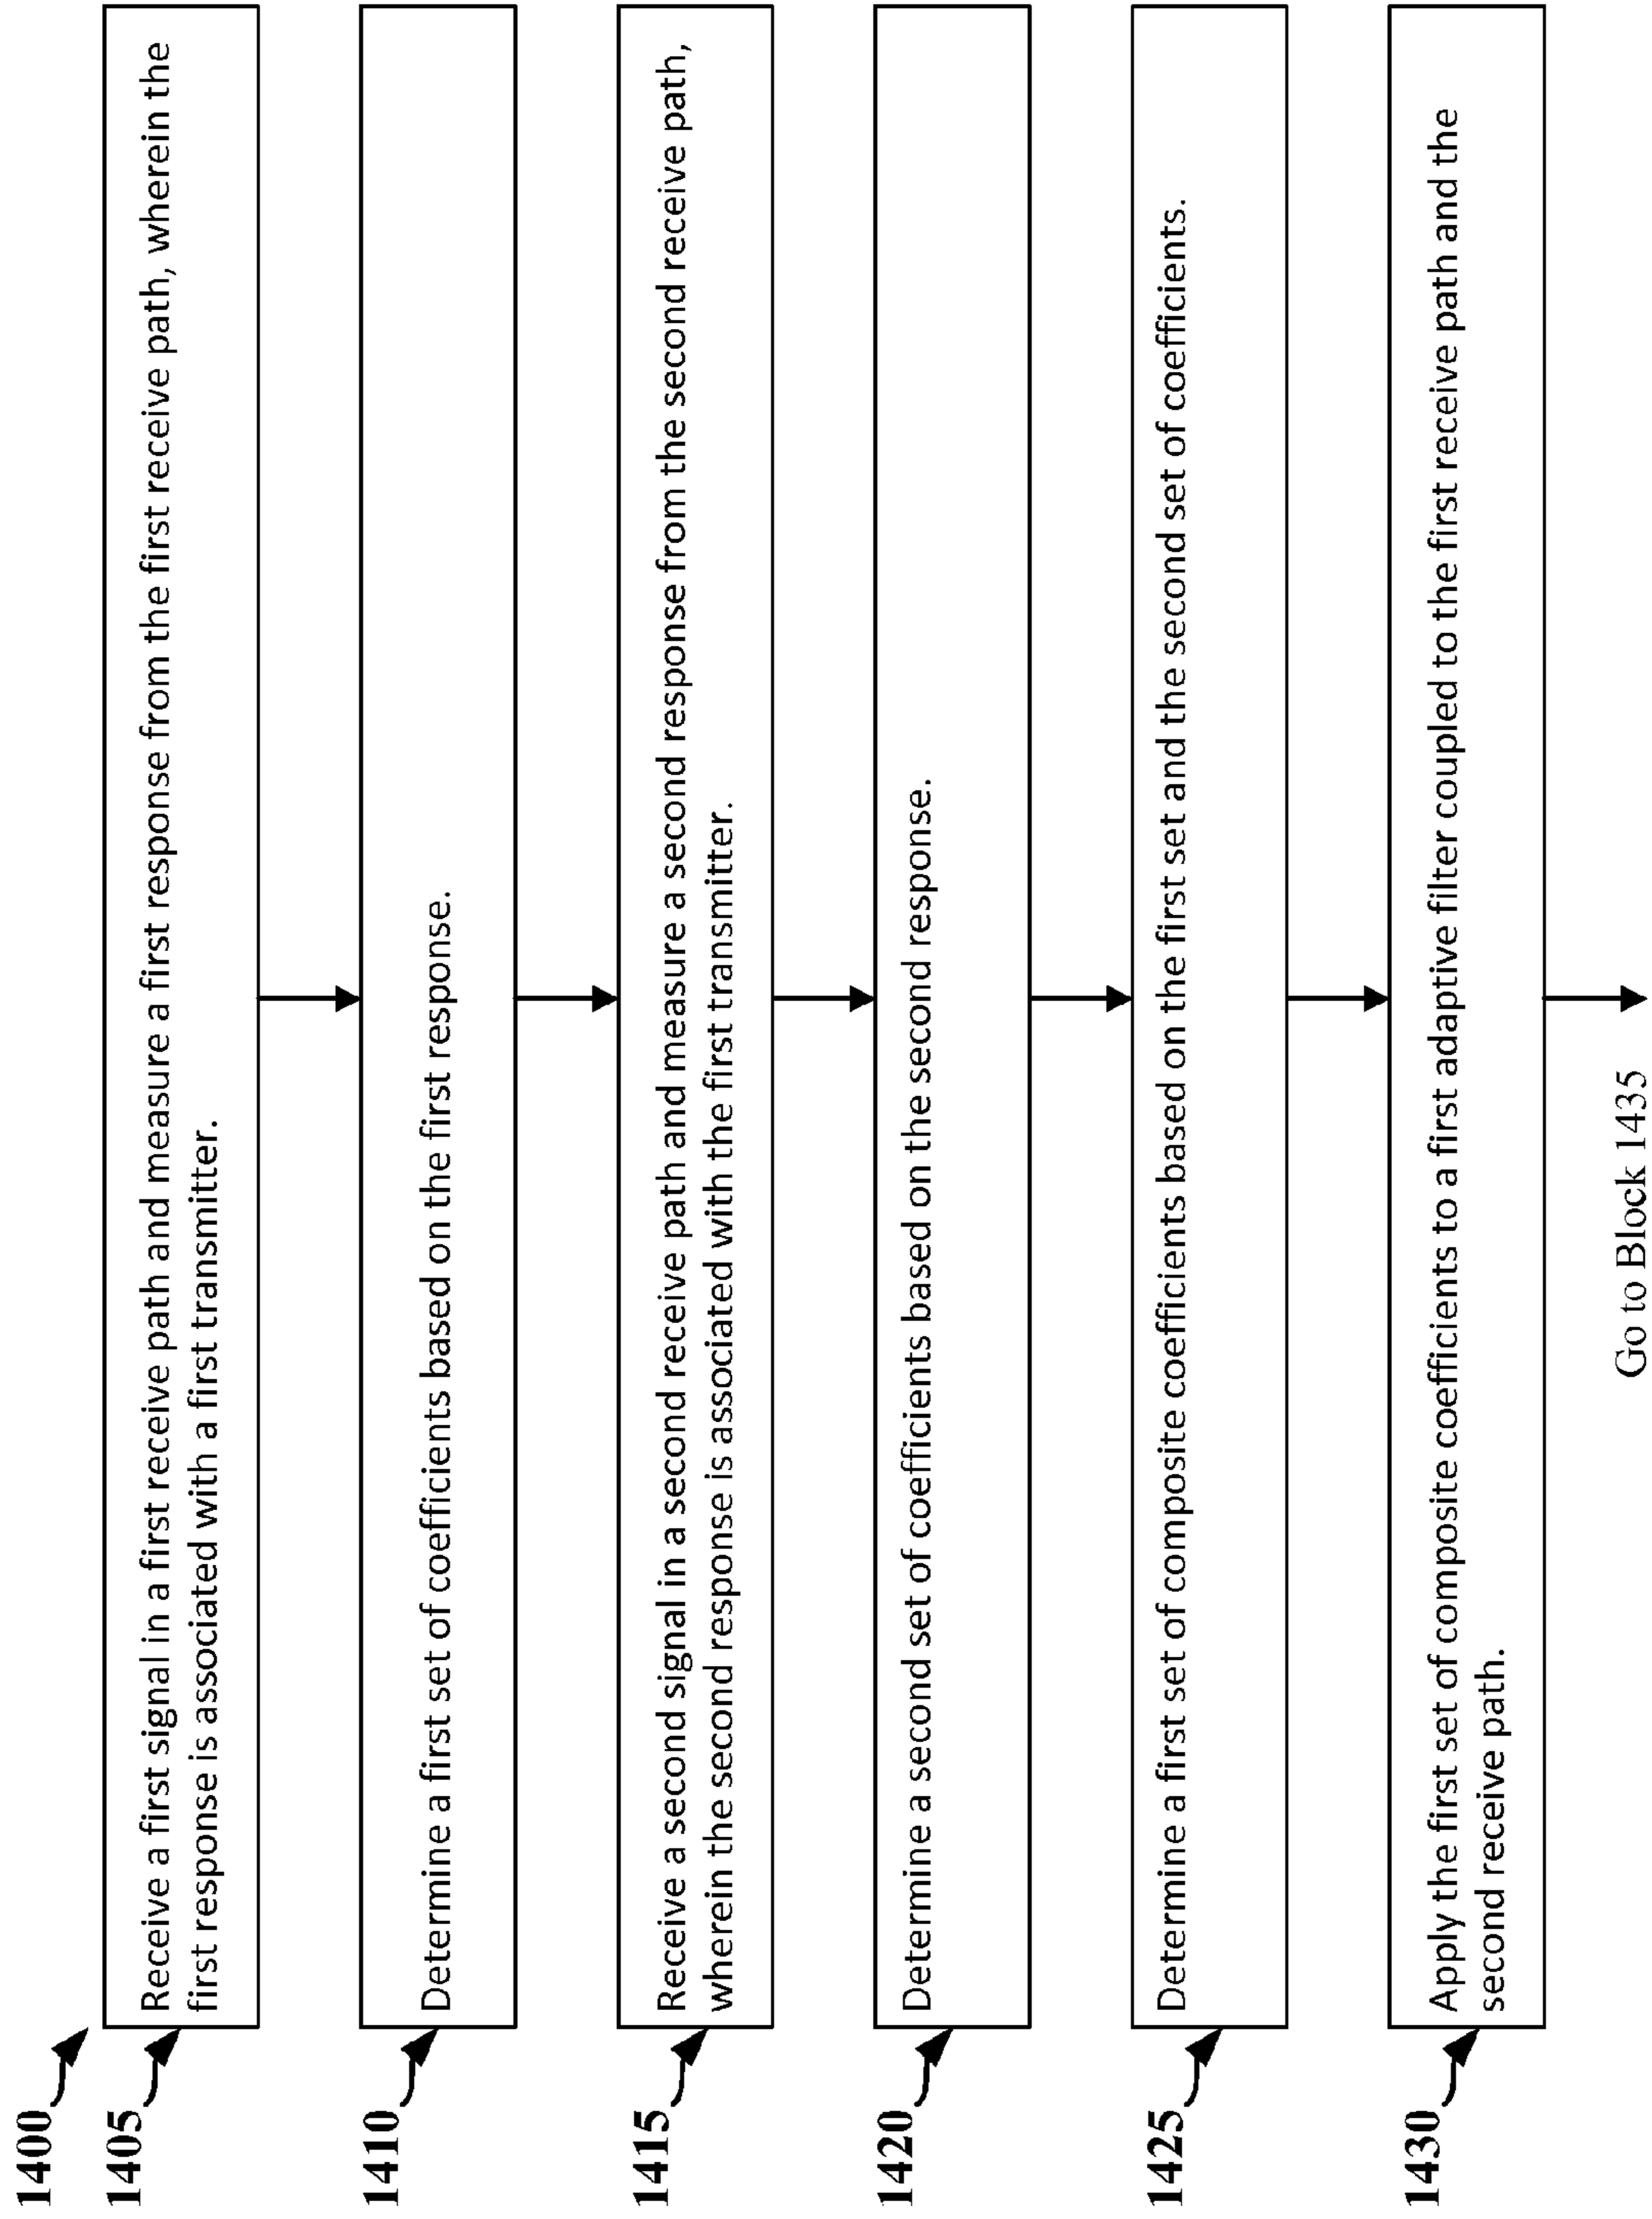 1400
1405
Receive a first signal in a first receive path and measure a first response from the first receive path, wherein the
first response is associated with a first transmitter.
1410
Determine a first set of coefficients based on the first response.
1415
Receive a second signal in a second receive path and measure a second response from the second receive path,
wherein the second response is associated with the first transmitter.
1420
Determine a second set of coefficients based on the second response.
1425
Determine a first set of composite coefficients based on the first set and the second set of coefficients.
1430
Apply the first set of composite coefficients to a first adaptive filter coupled to the first receive path and the
second receive path.
Go to Block 1435